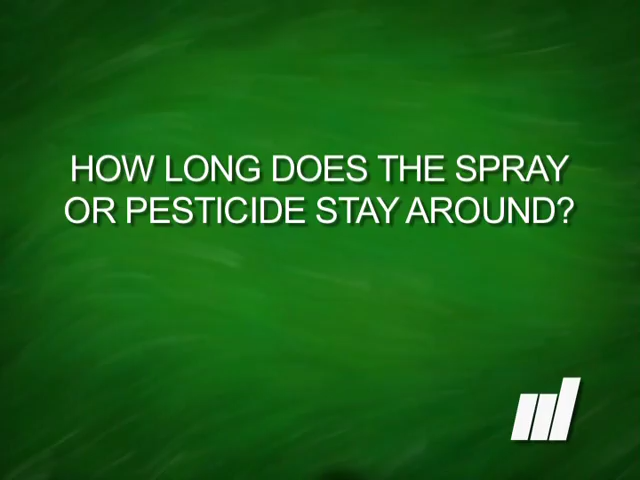 HOW LONG DOES THE SPRAY
OR PESTICIDE STAY AROUND?